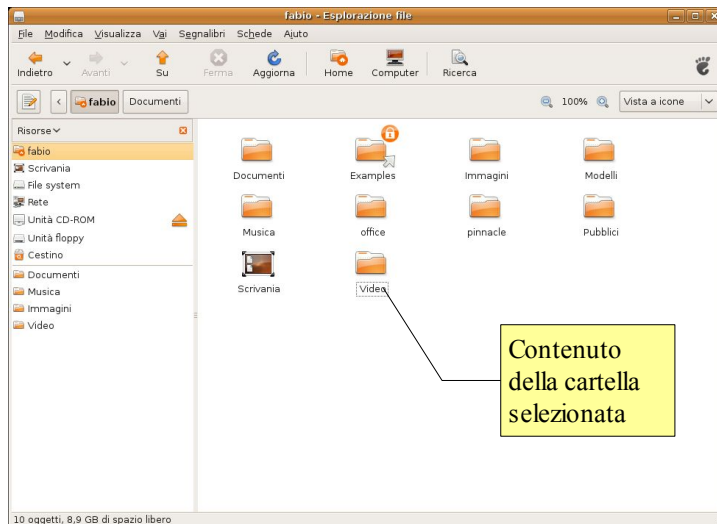 fabio - Esplorazione file
File Modifica Visualizza Vai Segnalibri Schede Aiuto
Indietro Avanti Su Ferma Aggiorna Home Computer Ricerca
fabio Documenti 100% Vista a icone
Risorse
fabio
Scrivania
File system
Rete
Unità CD-ROM
Unità floppy
Cestino
Documenti
Musica
Immagini
Video
Documenti Examples Immagini Modelli
Musica office pinnacle Pubblici
Scrivania Video
Contenuto
della cartella
selezionata
10 oggetti, 8,9 GB di spazio libero